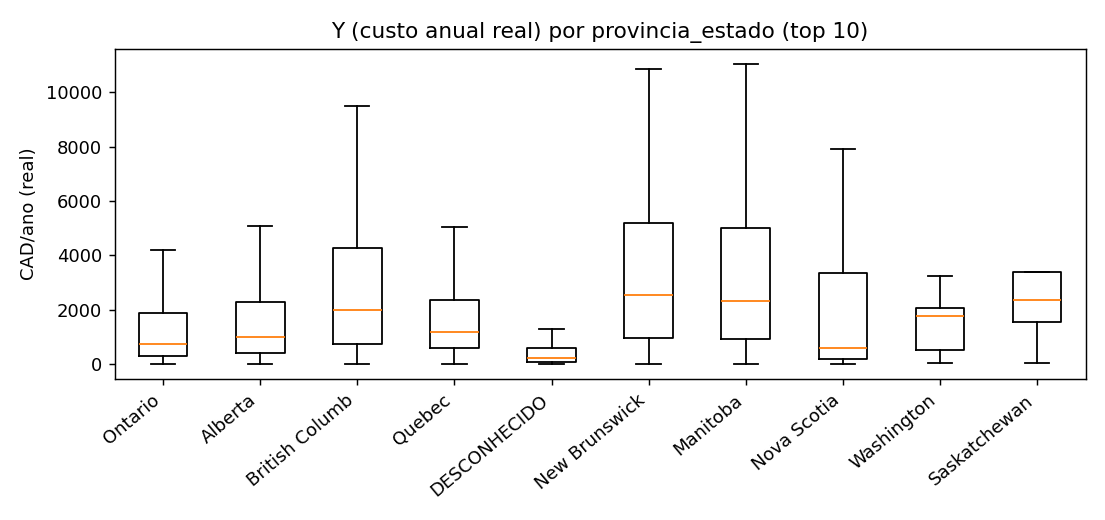 Y (custo anual real) por provincia_estado (top 10)
CAD/ano (real)
10000
8000
6000
4000
2000
0
Ontario
Alberta
British Columb
Quebec
DESCONHECIDO
New Brunswick
Manitoba
Nova Scotia
Washington
Saskatchewan